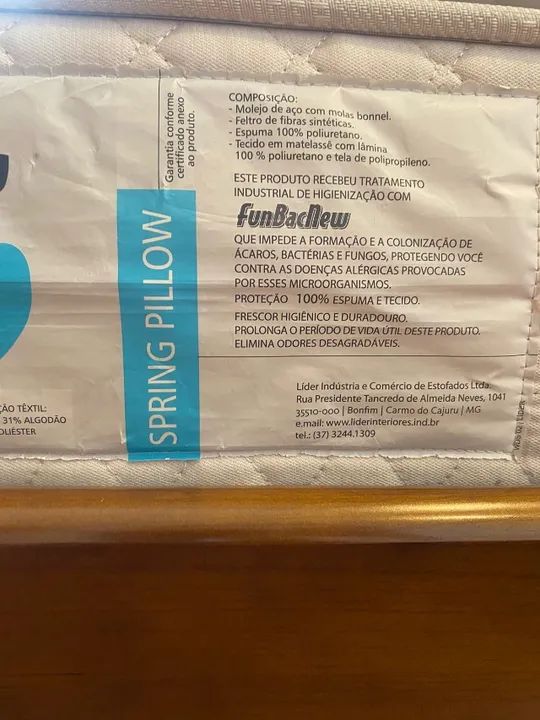 Garantia conforme
certificado anexo
ao produto.
SPRING PILLOW
COMPOSIÇÃO:
- Molejo de aço com molas bonnel.
- Feltro de fibras sintéticas.
- Espuma 100% poliuretano.
- Tecido em matelassê com lâmina
100 % poliuretano e tela de polipropileno.
ESTE PRODUTO RECEBEU TRATAMENTO
INDUSTRIAL DE HIGIENIZAÇÃO COM
FunBacNew
QUE IMPEDE A FORMAÇÃO E A COLONIZAÇÃO DE
ÁCAROS, BACTÉRIAS E FUNGOS, PROTEGENDO VOCÊ
CONTRA AS DOENÇAS ALÉRGICAS PROVOCADAS
POR ESSES MICROORGANISMOS.
PROTEÇÃO 100% ESPUMA E TECIDO.
FRESCOR HIGIÊNICO E DURADOURO.
PROLONGA O PERÍODO DE VIDA ÚTIL DESTE PRODUTO.
ELIMINA ODORES DESAGRADÁVEIS.
ÇÃO TÊXTIL:
31% ALGODÃO
OLIÉSTER
Líder Indústria e Comércio de Estofados Ltda.
Rua Presidente Tancredo de Almeida Neves, 1041
35510-000 | Bonfim | Carmo do Cajuru | MG
e.mail: www.liderinteriores.ind.br
tel.: (37) 3244.1309
LIDER